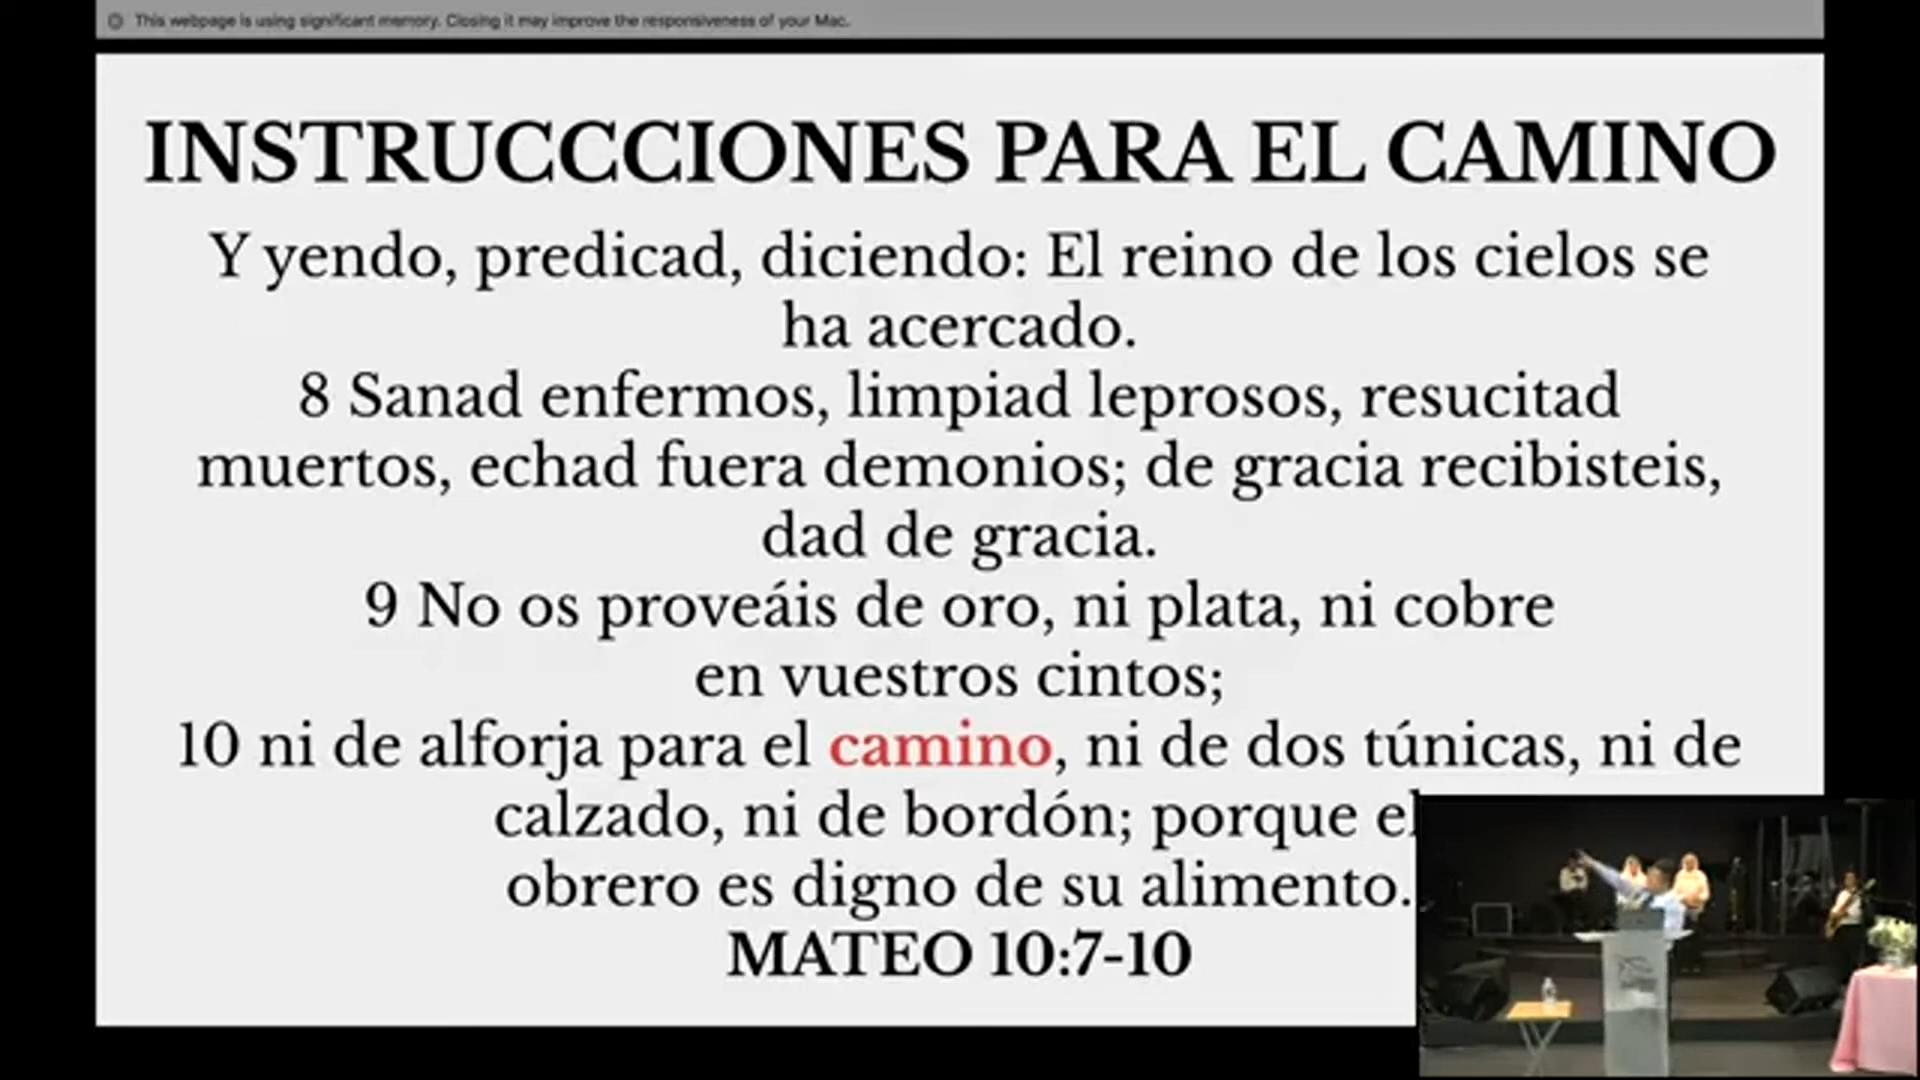 This webpage is using significant memory. Closing it may improve the responsiveness of your Mac.
INSTRUCCCIONES PARA EL CAMINO
Y yendo, predicad, diciendo: El reino de los cielos se
ha acercado.
8 Sanad enfermos, limpiad leprosos, resucitad
muertos, echad fuera demonios; de gracia recibisteis,
dad de gracia.
9 No os proveáis de oro, ni plata, ni cobre
en vuestros cintos;
10 ni de alforja para el camino, ni de dos túnicas, ni de
calzado, ni de bordón; porque el
obrero es digno de su alimento.
MATEO 10:7-10